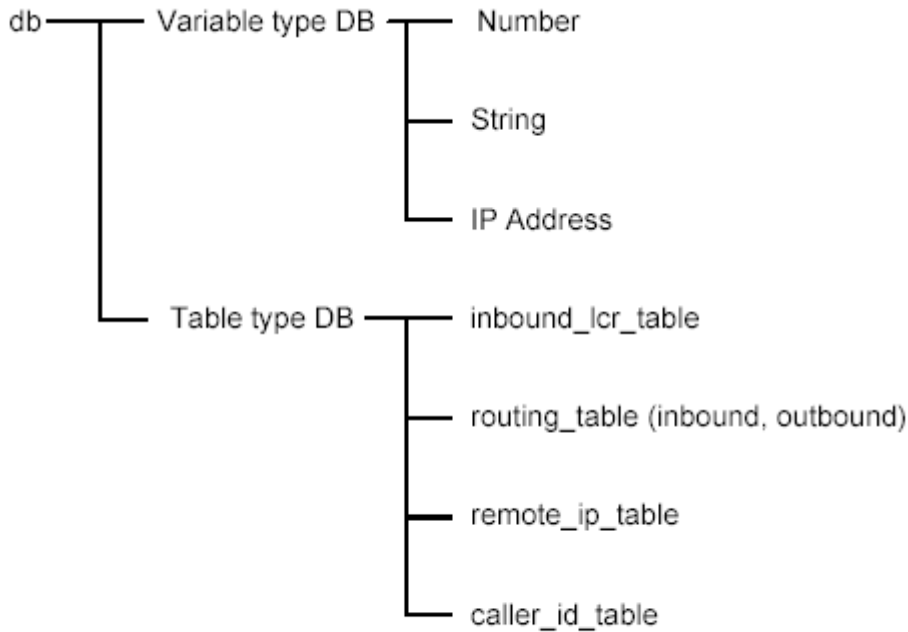 db Variable type DB Number
String
IP Address
Table type DB inbound_lcr_table
routing_table (inbound, outbound)
remote_ip_table
caller_id_table